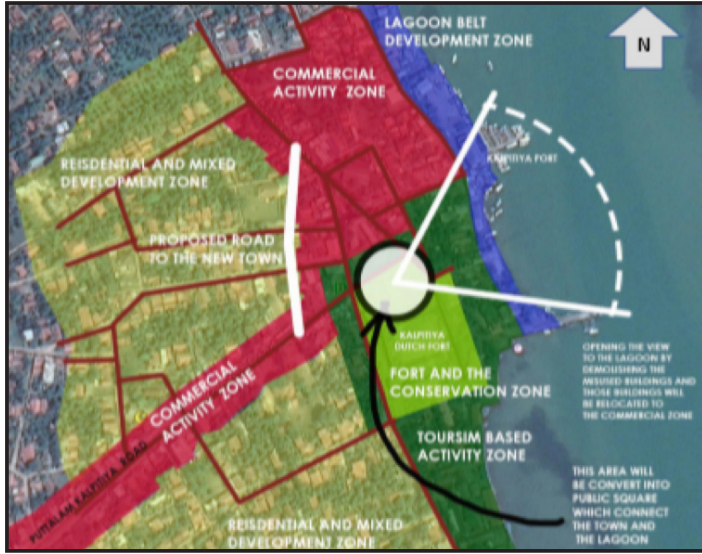 LAGOON BELT
DEVELOPMENT ZONE
N
COMMERCIAL
ACTIVITY ZONE
KALPITIYA PORT
REISDENTIAL AND MIXED
DEVELOPMENT ZONE
PROPOSED ROAD
TO THE NEW TOWN
KALPITIYA
DUTCH FORT
OPENING THE VIEW
TO THE LAGOON BY
DEMOLISHING THE
MISUSED BUILDINGS AND
THOSE BUILDINGS WILL
BE RELOCATED TO
THE COMMERCIAL ZONE
FORT AND THE
CONSERVATION ZONE
COMMERCIAL
ACTIVITY ZONE
TOURSIM BASED
ACTIVITY ZONE
PUTTALAM KALPITIYA ROAD
THIS AREA WILL
BE CONVERT INTO
PUBLIC SQUARE
WHICH CONNECT
THE TOWN AND
THE LAGOON
REISDENTIAL AND MIXED
DEVELOPMENT ZONE